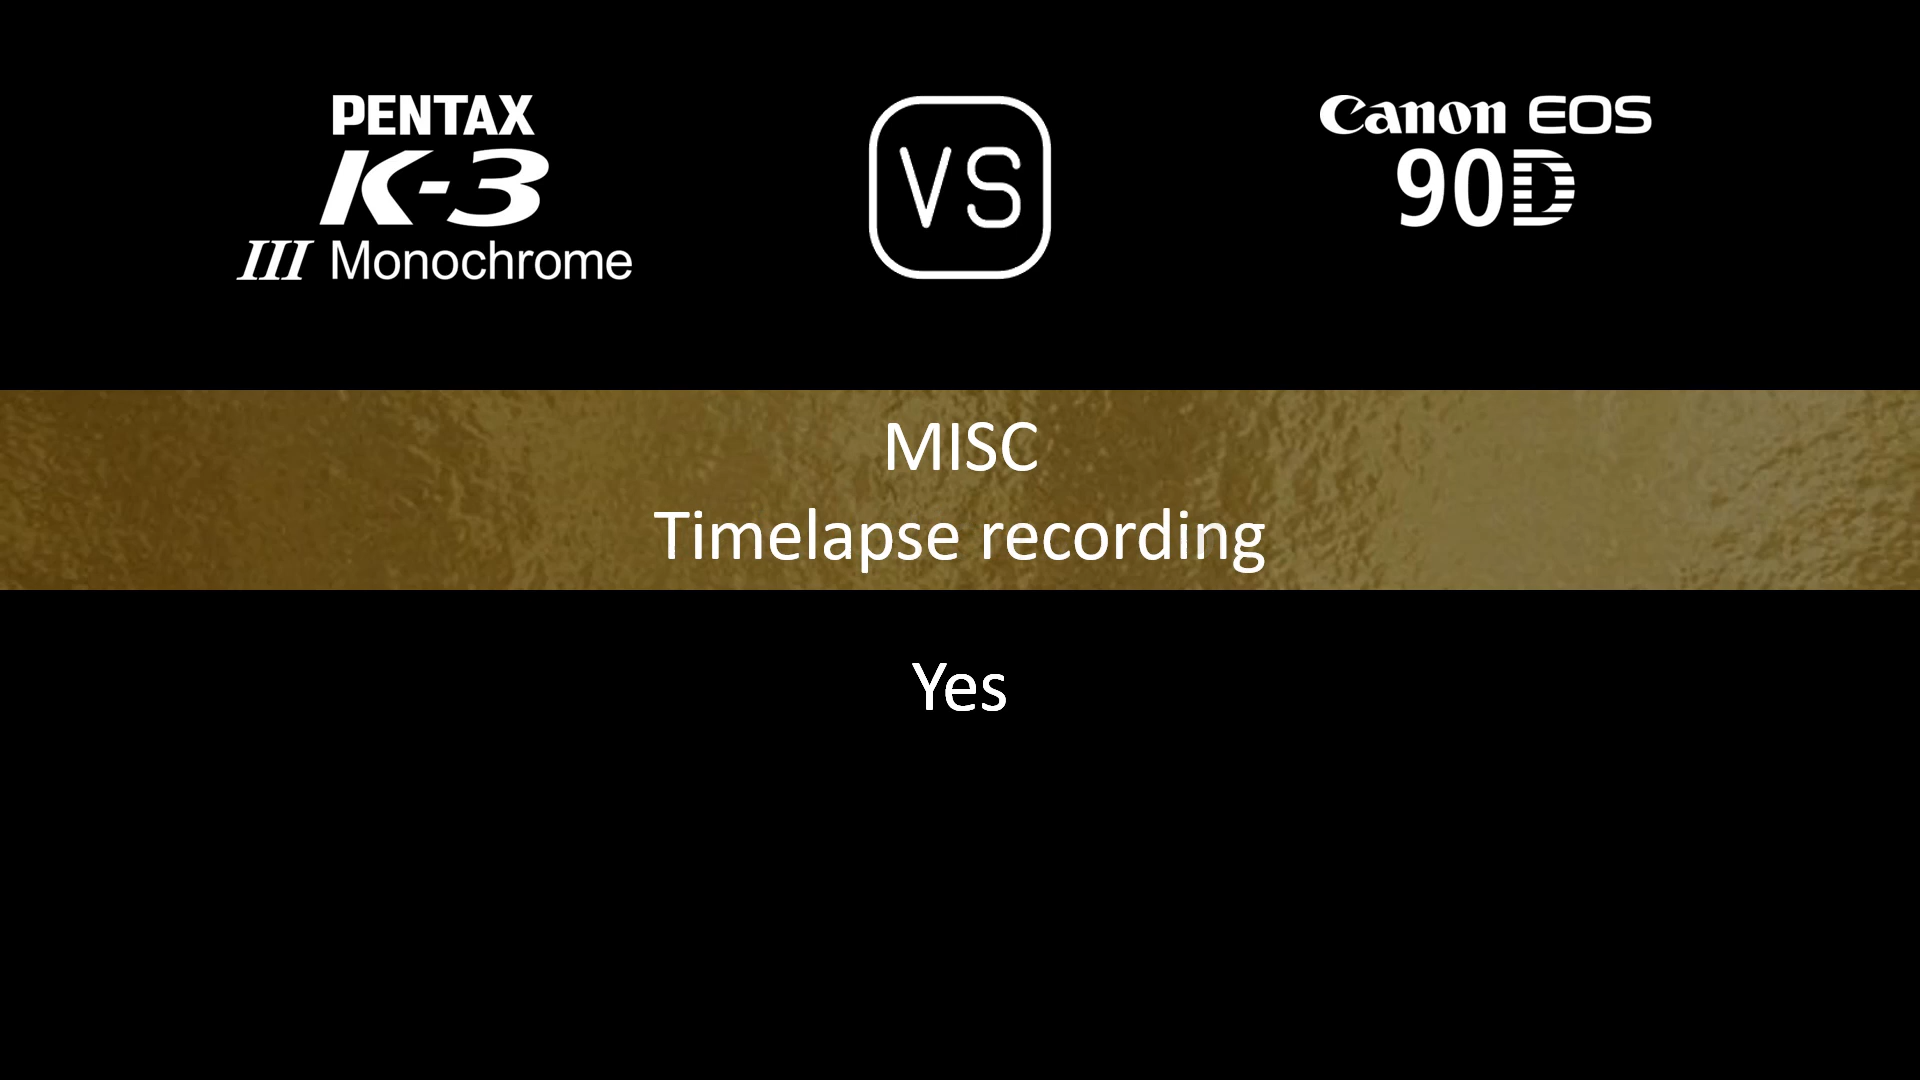 PENTAX
K-3
III Monochrome
VS
Canon EOS
90D
MISC
Timelapse recording
Yes